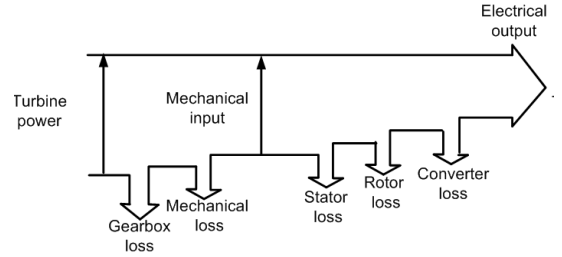 Electrical
output
Turbine
power
Mechanical
input
Gearbox
loss
Mechanical
loss
Stator
loss
Rotor
loss
Converter
loss